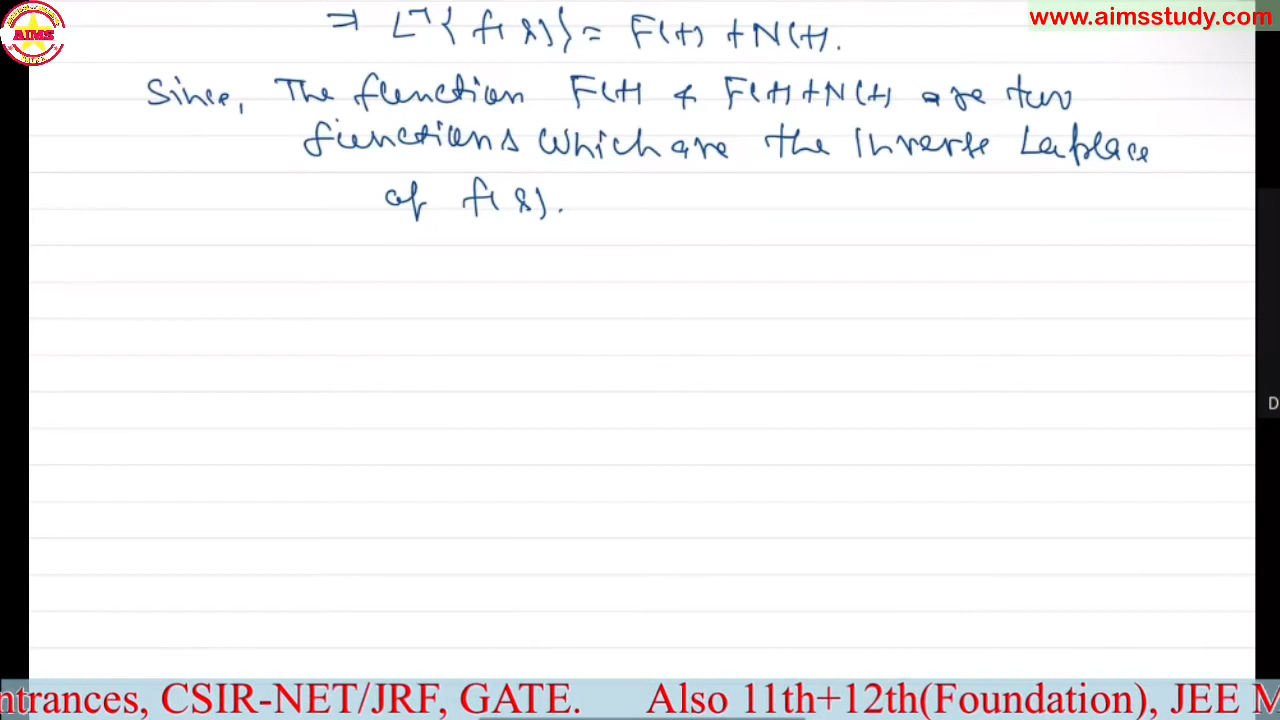 AIMS
www.aimsstudy.com
⇒ L⁻¹{f(s)} = F(t) + N(t).
Since, The function F(t) & F(t)+N(t) are two
functions which are the inverse Laplace
of f(s).
D
ntrances, CSIR-NET/JRF, GATE. Also 11th+12th(Foundation), JEE M